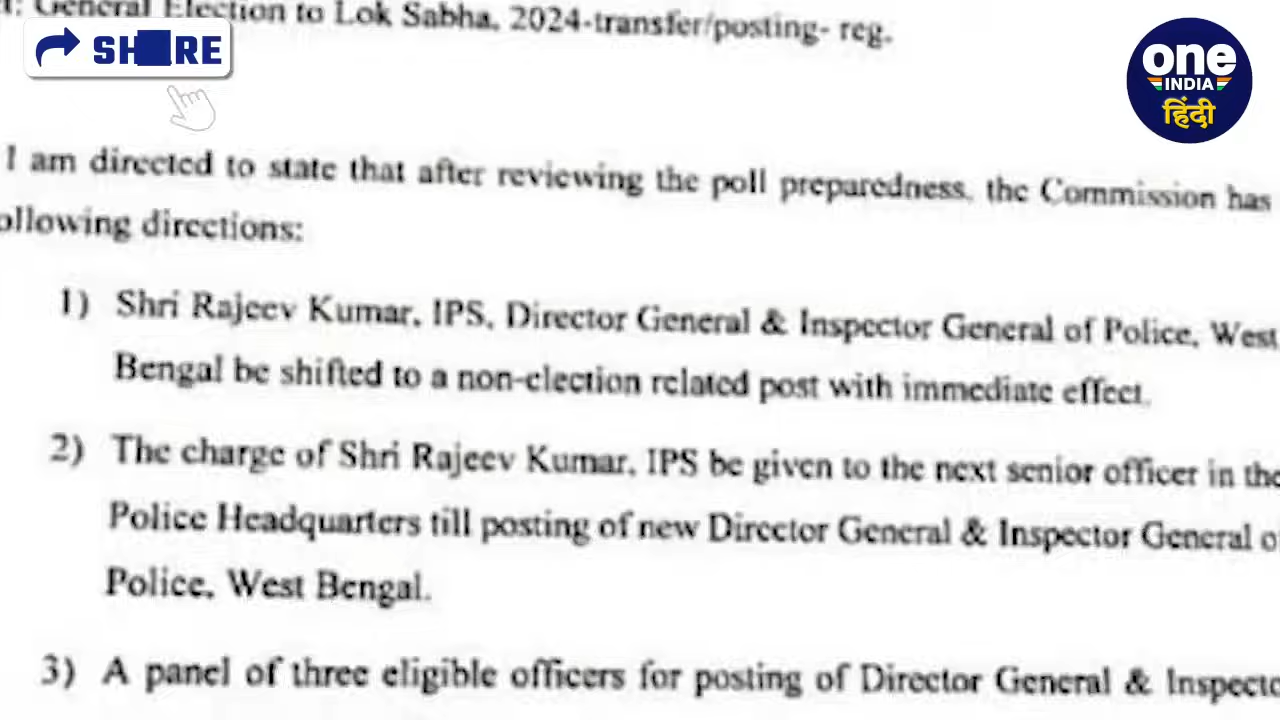 : General Election to Lok Sabha, 2024-transfer/posting- reg.
SH RE
one
INDIA
हिंदी
I am directed to state that after reviewing the poll preparedness, the Commission has
ollowing directions:
1) Shri Rajeev Kumar, IPS, Director General & Inspector General of Police, West
Bengal be shifted to a non-election related post with immediate effect.
2) The charge of Shri Rajeev Kumar, IPS be given to the next senior officer in the
Police Headquarters till posting of new Director General & Inspector General o
Police, West Bengal.
3) A panel of three eligible officers for posting of Director General & Inspecto